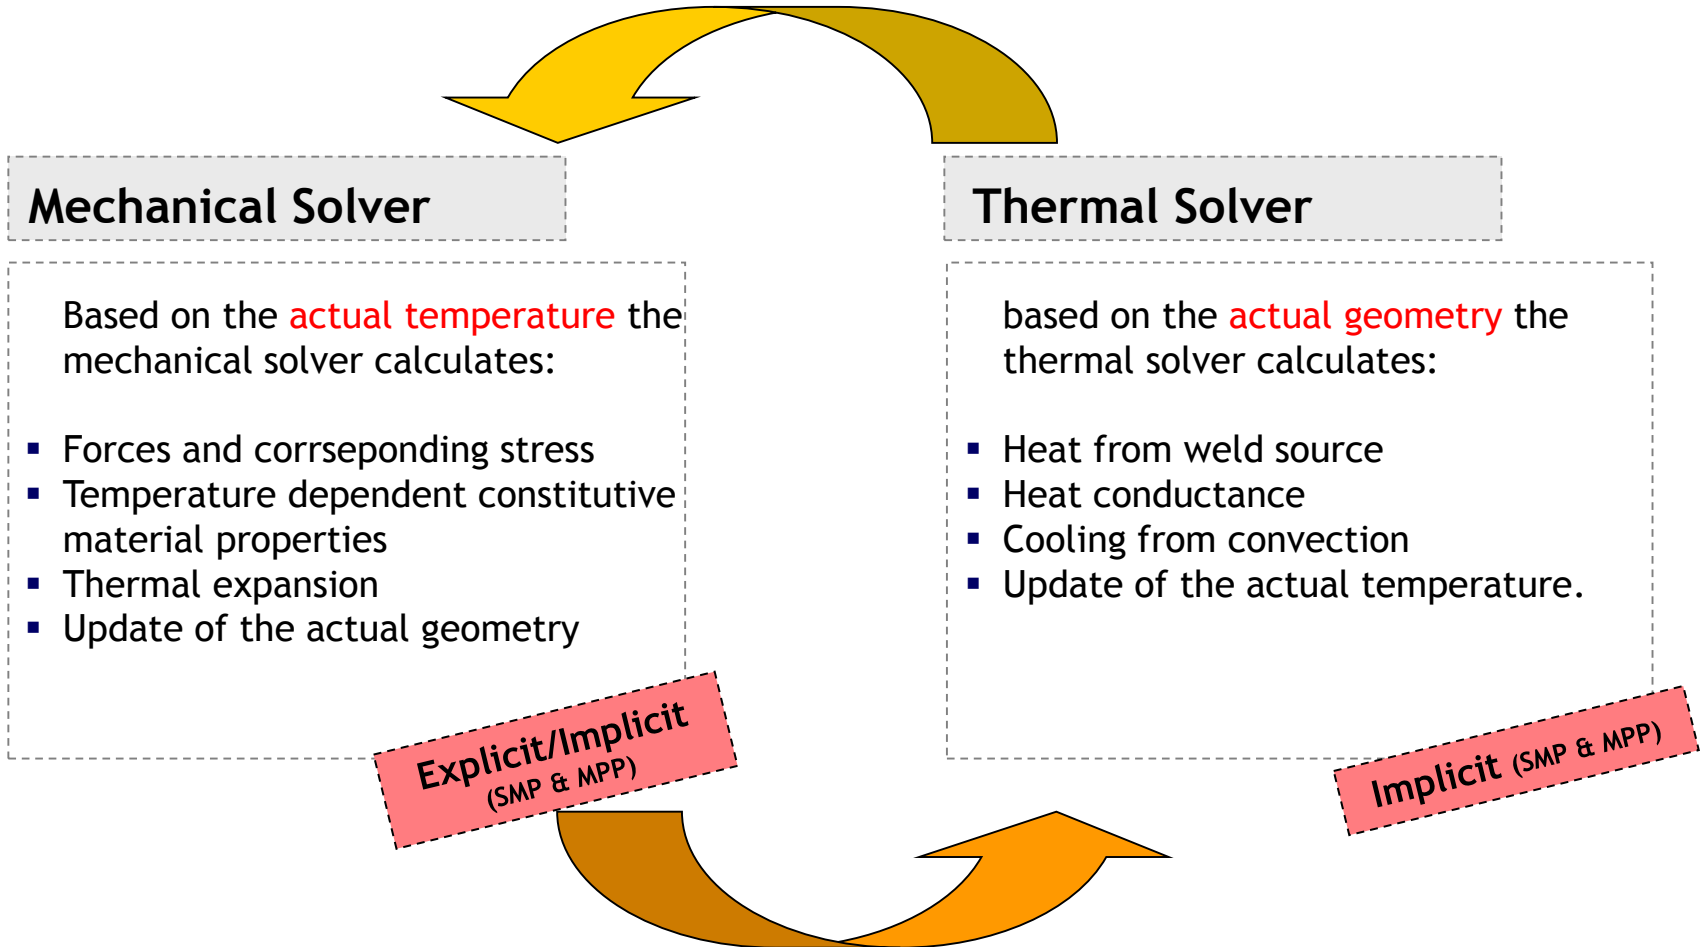 Mechanical Solver
Based on the actual temperature the
mechanical solver calculates:
▪ Forces and corrseponding stress
▪ Temperature dependent constitutive
material properties
▪ Thermal expansion
▪ Update of the actual geometry
Explicit/Implicit
(SMP & MPP)
Thermal Solver
based on the actual geometry the
thermal solver calculates:
▪ Heat from weld source
▪ Heat conductance
▪ Cooling from convection
▪ Update of the actual temperature.
Implicit (SMP & MPP)